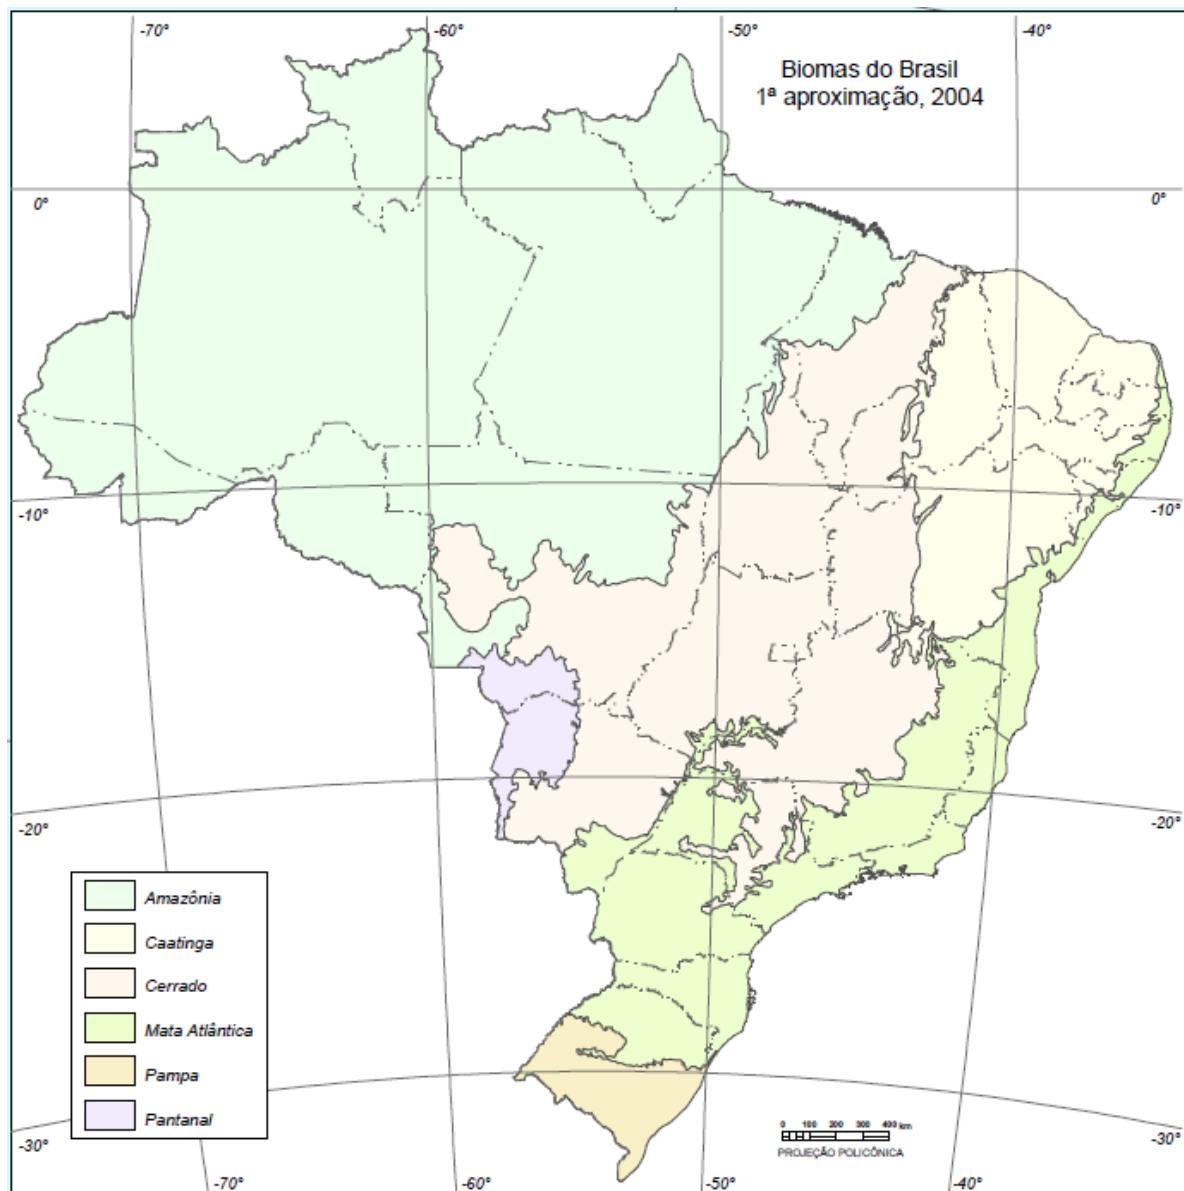 -70°
-60°
-50°
-40°
Biomas do Brasil
1ª aproximação, 2004
0°
0°
-10°
-10°
-20°
-20°
Amazônia
Caatinga
Cerrado
Mata Atlântica
Pampa
Pantanal
0 100 200 300 400 km
PROJEÇÃO POLICÔNICA
-30°
-30°
-70°
-60°
-50°
-40°